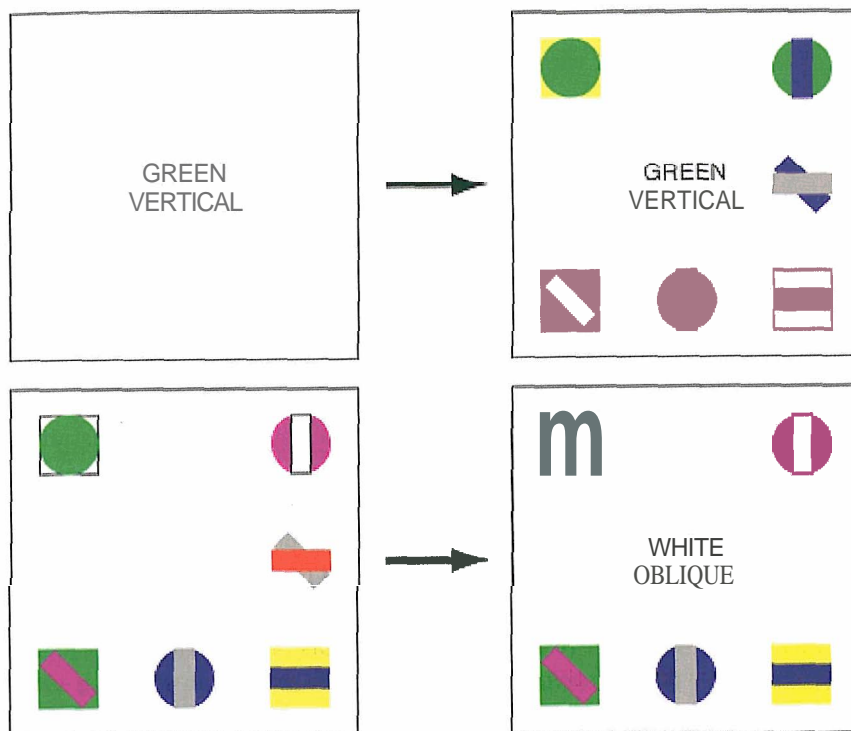 GREEN
VERTICAL
GREEN
VERTICAL
m
WHITE
OBLIQUE